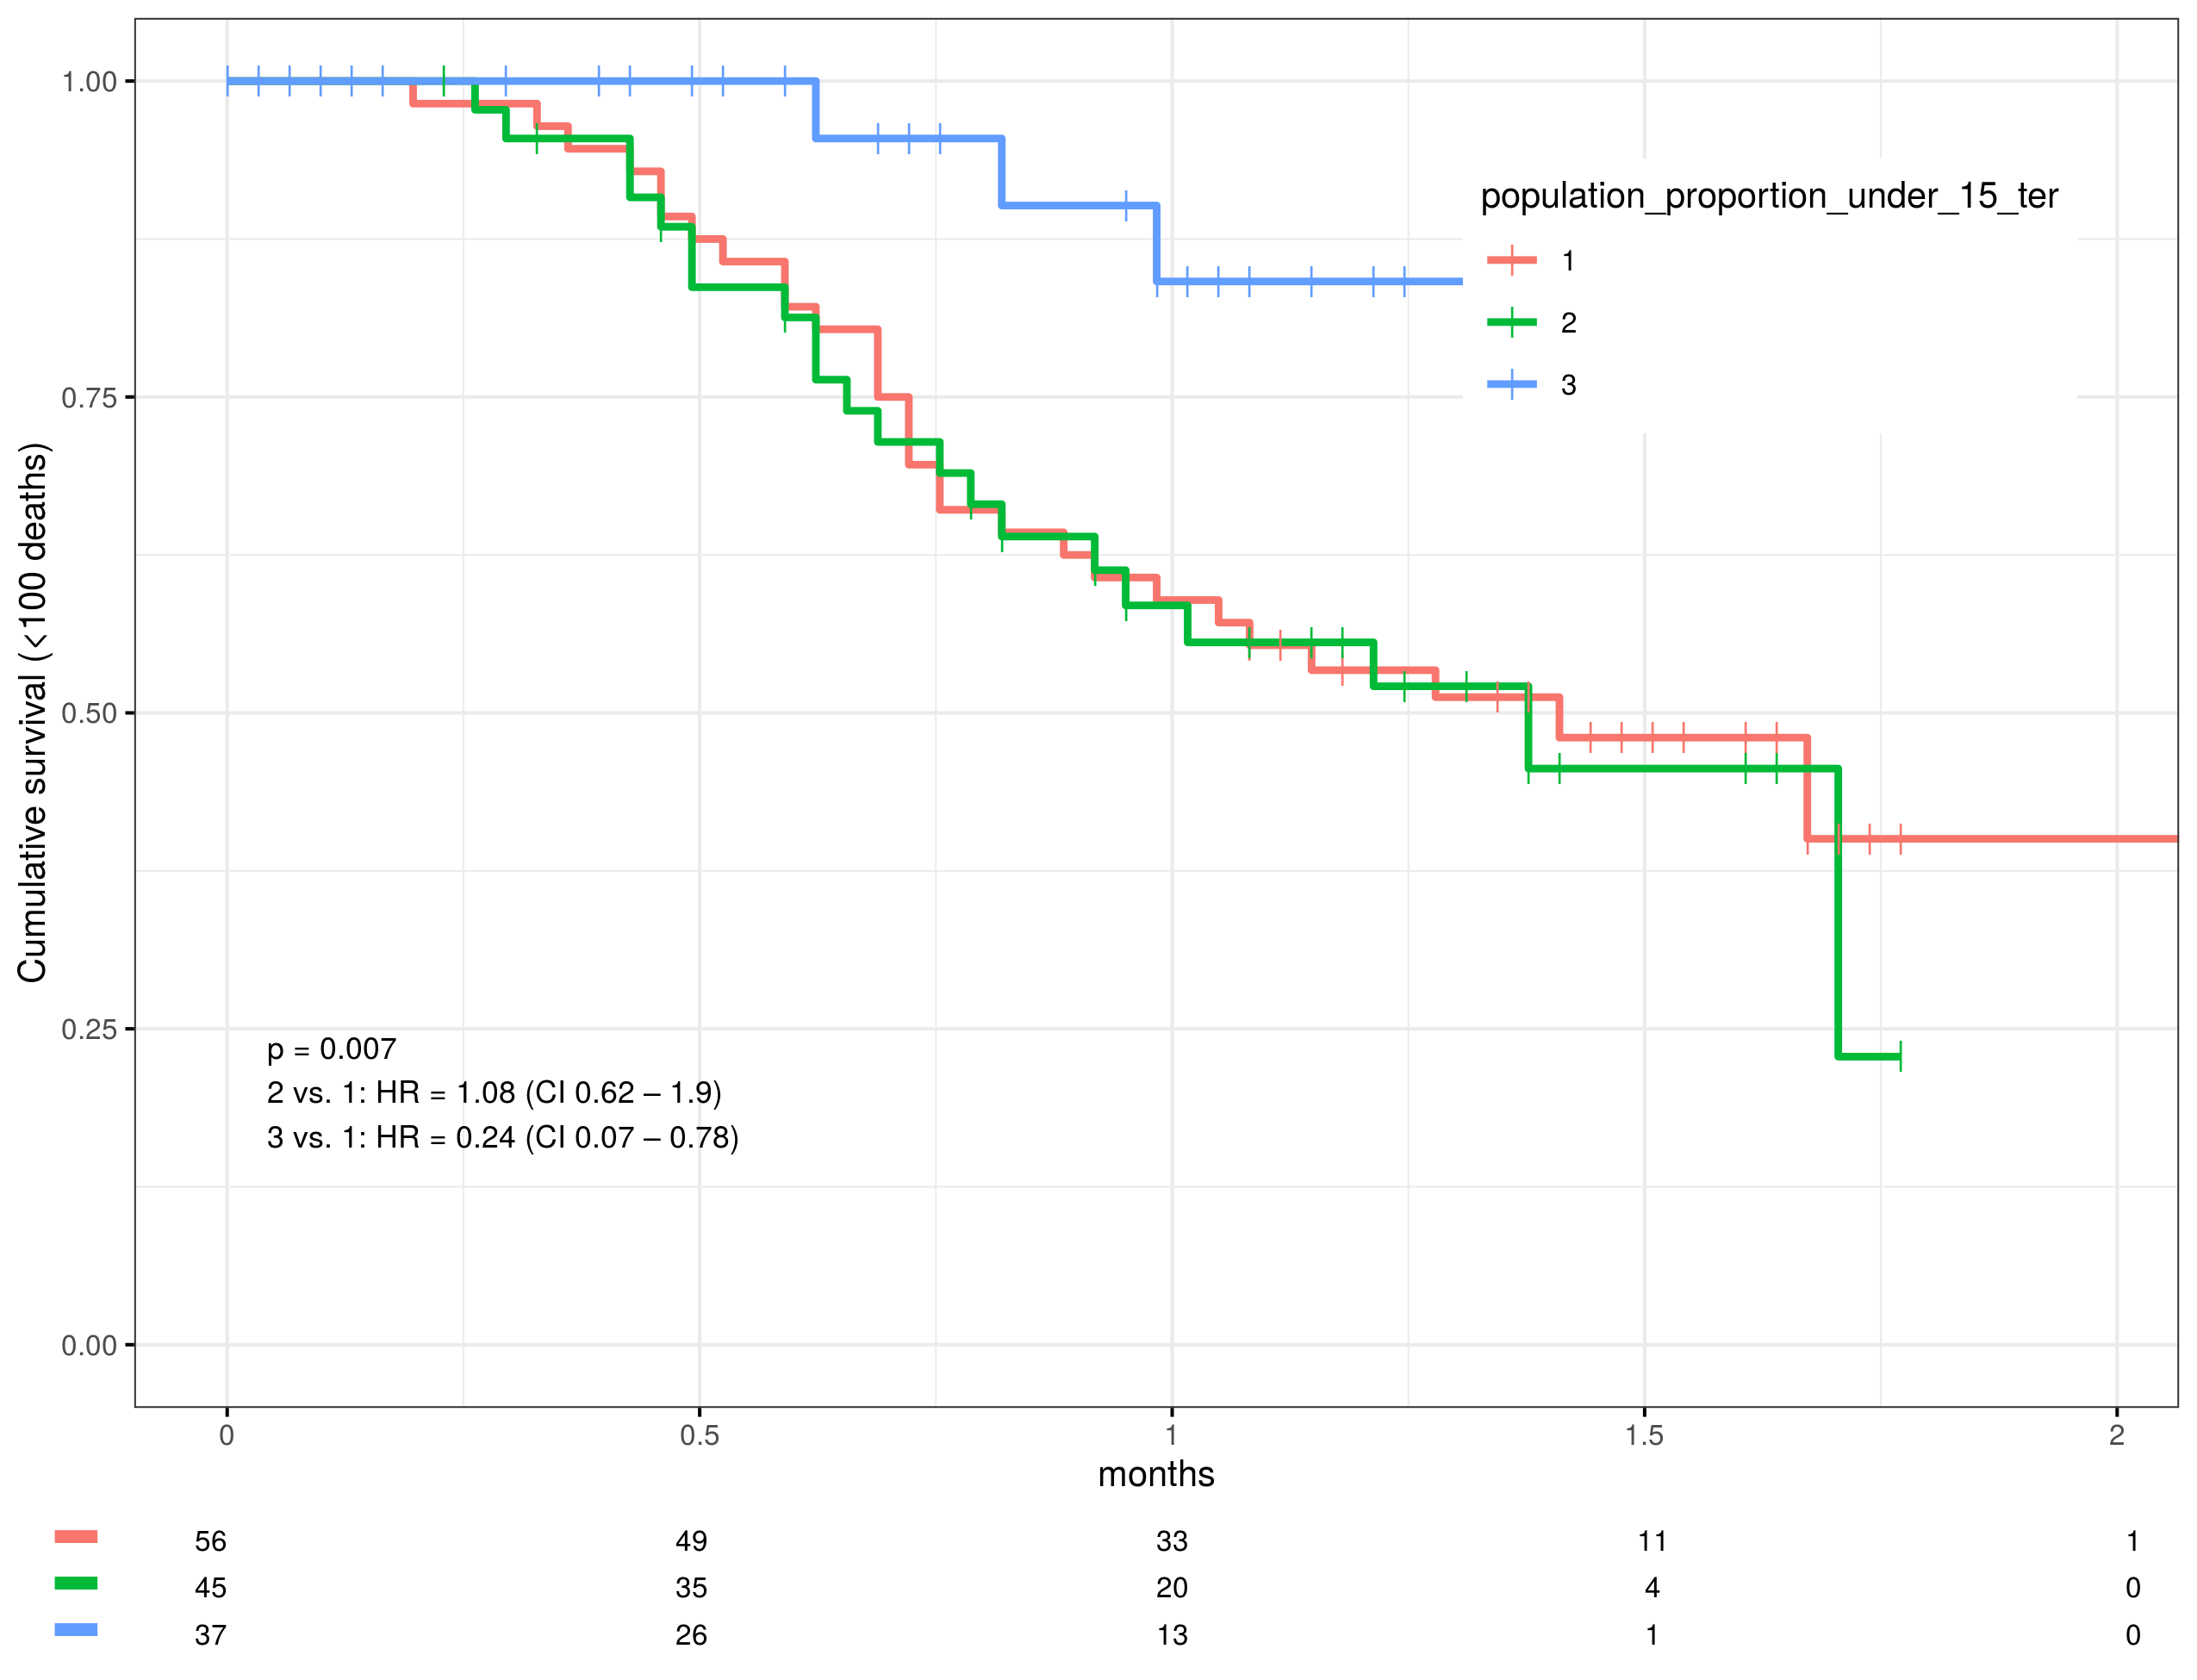 Cumulative survival (<100 deaths)
1.00
0.75
0.50
0.25
0.00
population_proportion_under_15_ter
1
2
3
p = 0.007
2 vs. 1: HR = 1.08 (CI 0.62 – 1.9)
3 vs. 1: HR = 0.24 (CI 0.07 – 0.78)
0 0.5 1 1.5 2
months
56 49 33 11 1
45 35 20 4 0
37 26 13 1 0